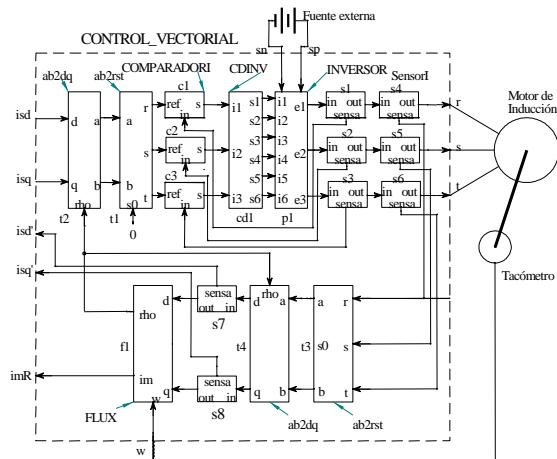 Fuente externa
sn sp
CONTROL_VECTORIAL
ab2dq ab2rst COMPARADORI CDINV INVERSOR SensorI
Motor de
Inducción
c1 s1 s4
isd d a a r ref s i1 s1 i1 e1 in out in out r
in s2 i2 sensa sensa
c2 s3 i3 s2 s5
s ref s i2 s4 i4 e2 in out in out s
in s5 i5 sensa sensa
c3 s6 i6 s3 s6
isq q b b t ref s i3 e3 in out in out t
rho s0 in sensa sensa
t2 t1 cd1 p1
0
isd'
isq'
Tacómetro
rho
d sensa d a a r
rho out in
s7
f1 t4 t3 s0 s
imR im sensa
q out in q b b t
s8
FLUX w ab2dq ab2rst
w